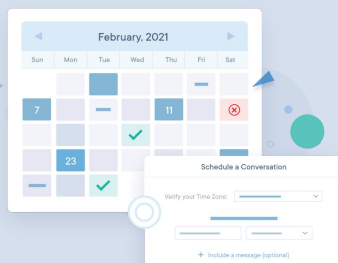 February, 2021
Sun Mon Tue Wed Thu Fri Sat
7 11
23
Schedule a Conversation
Verify your Time Zone:
+ Include a message (optional)